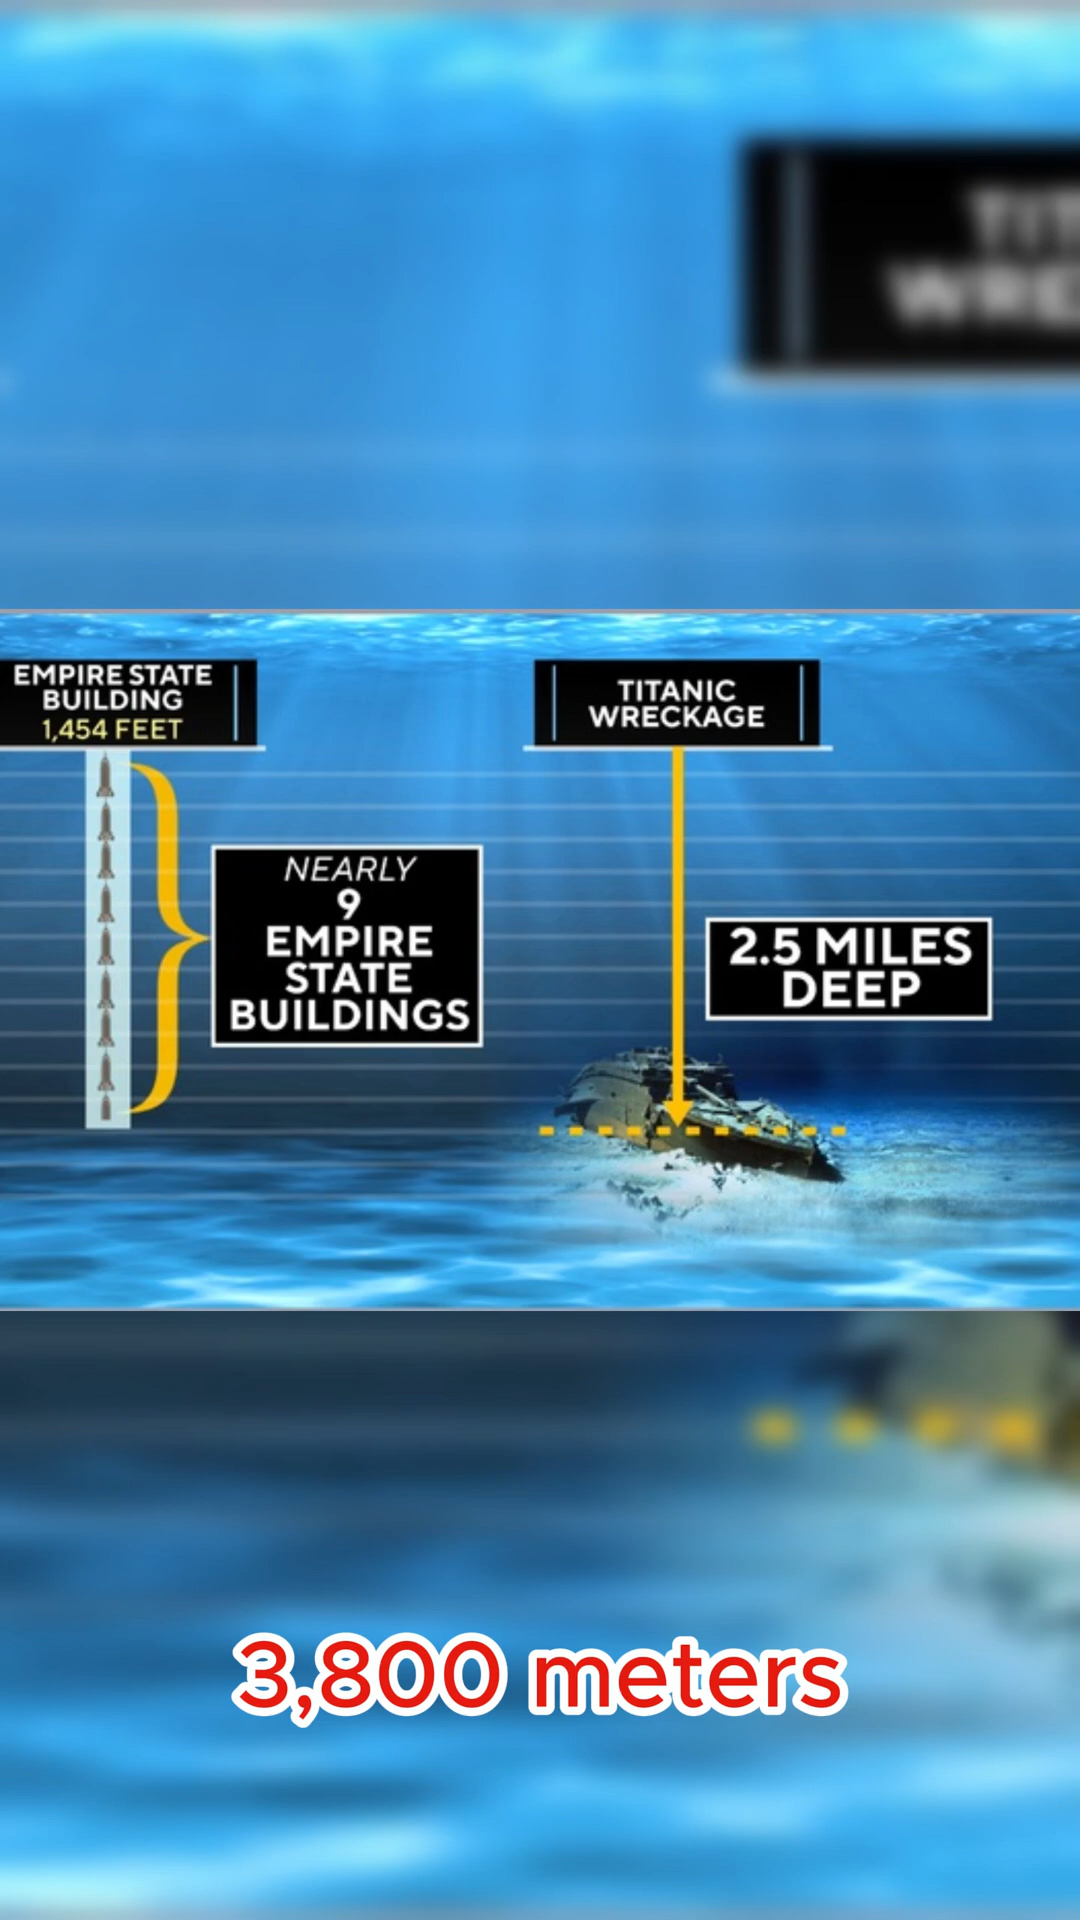 EMPIRE STATE
BUILDING
1,454 FEET
TITANIC
WRECKAGE
NEARLY
9
EMPIRE
STATE
BUILDINGS
2.5 MILES
DEEP
3,800 meters